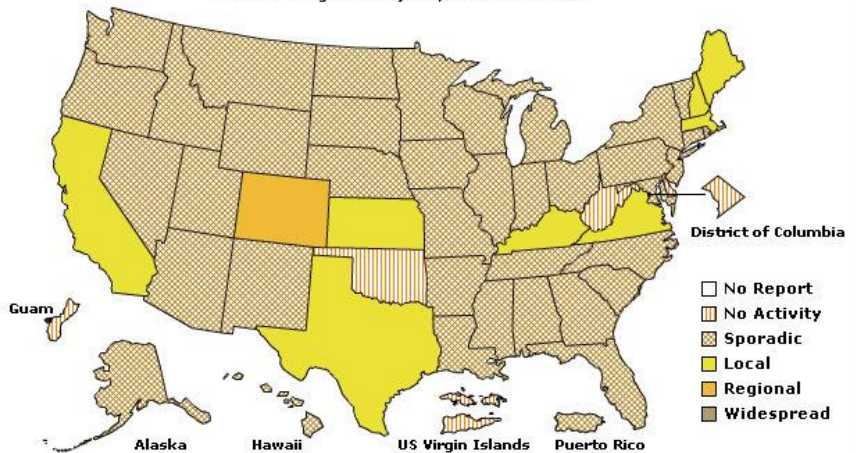 District of Columbia
Guam
No Report
No Activity
Sporadic
Local
Regional
Widespread
Alaska
Hawaii
US Virgin Islands
Puerto Rico